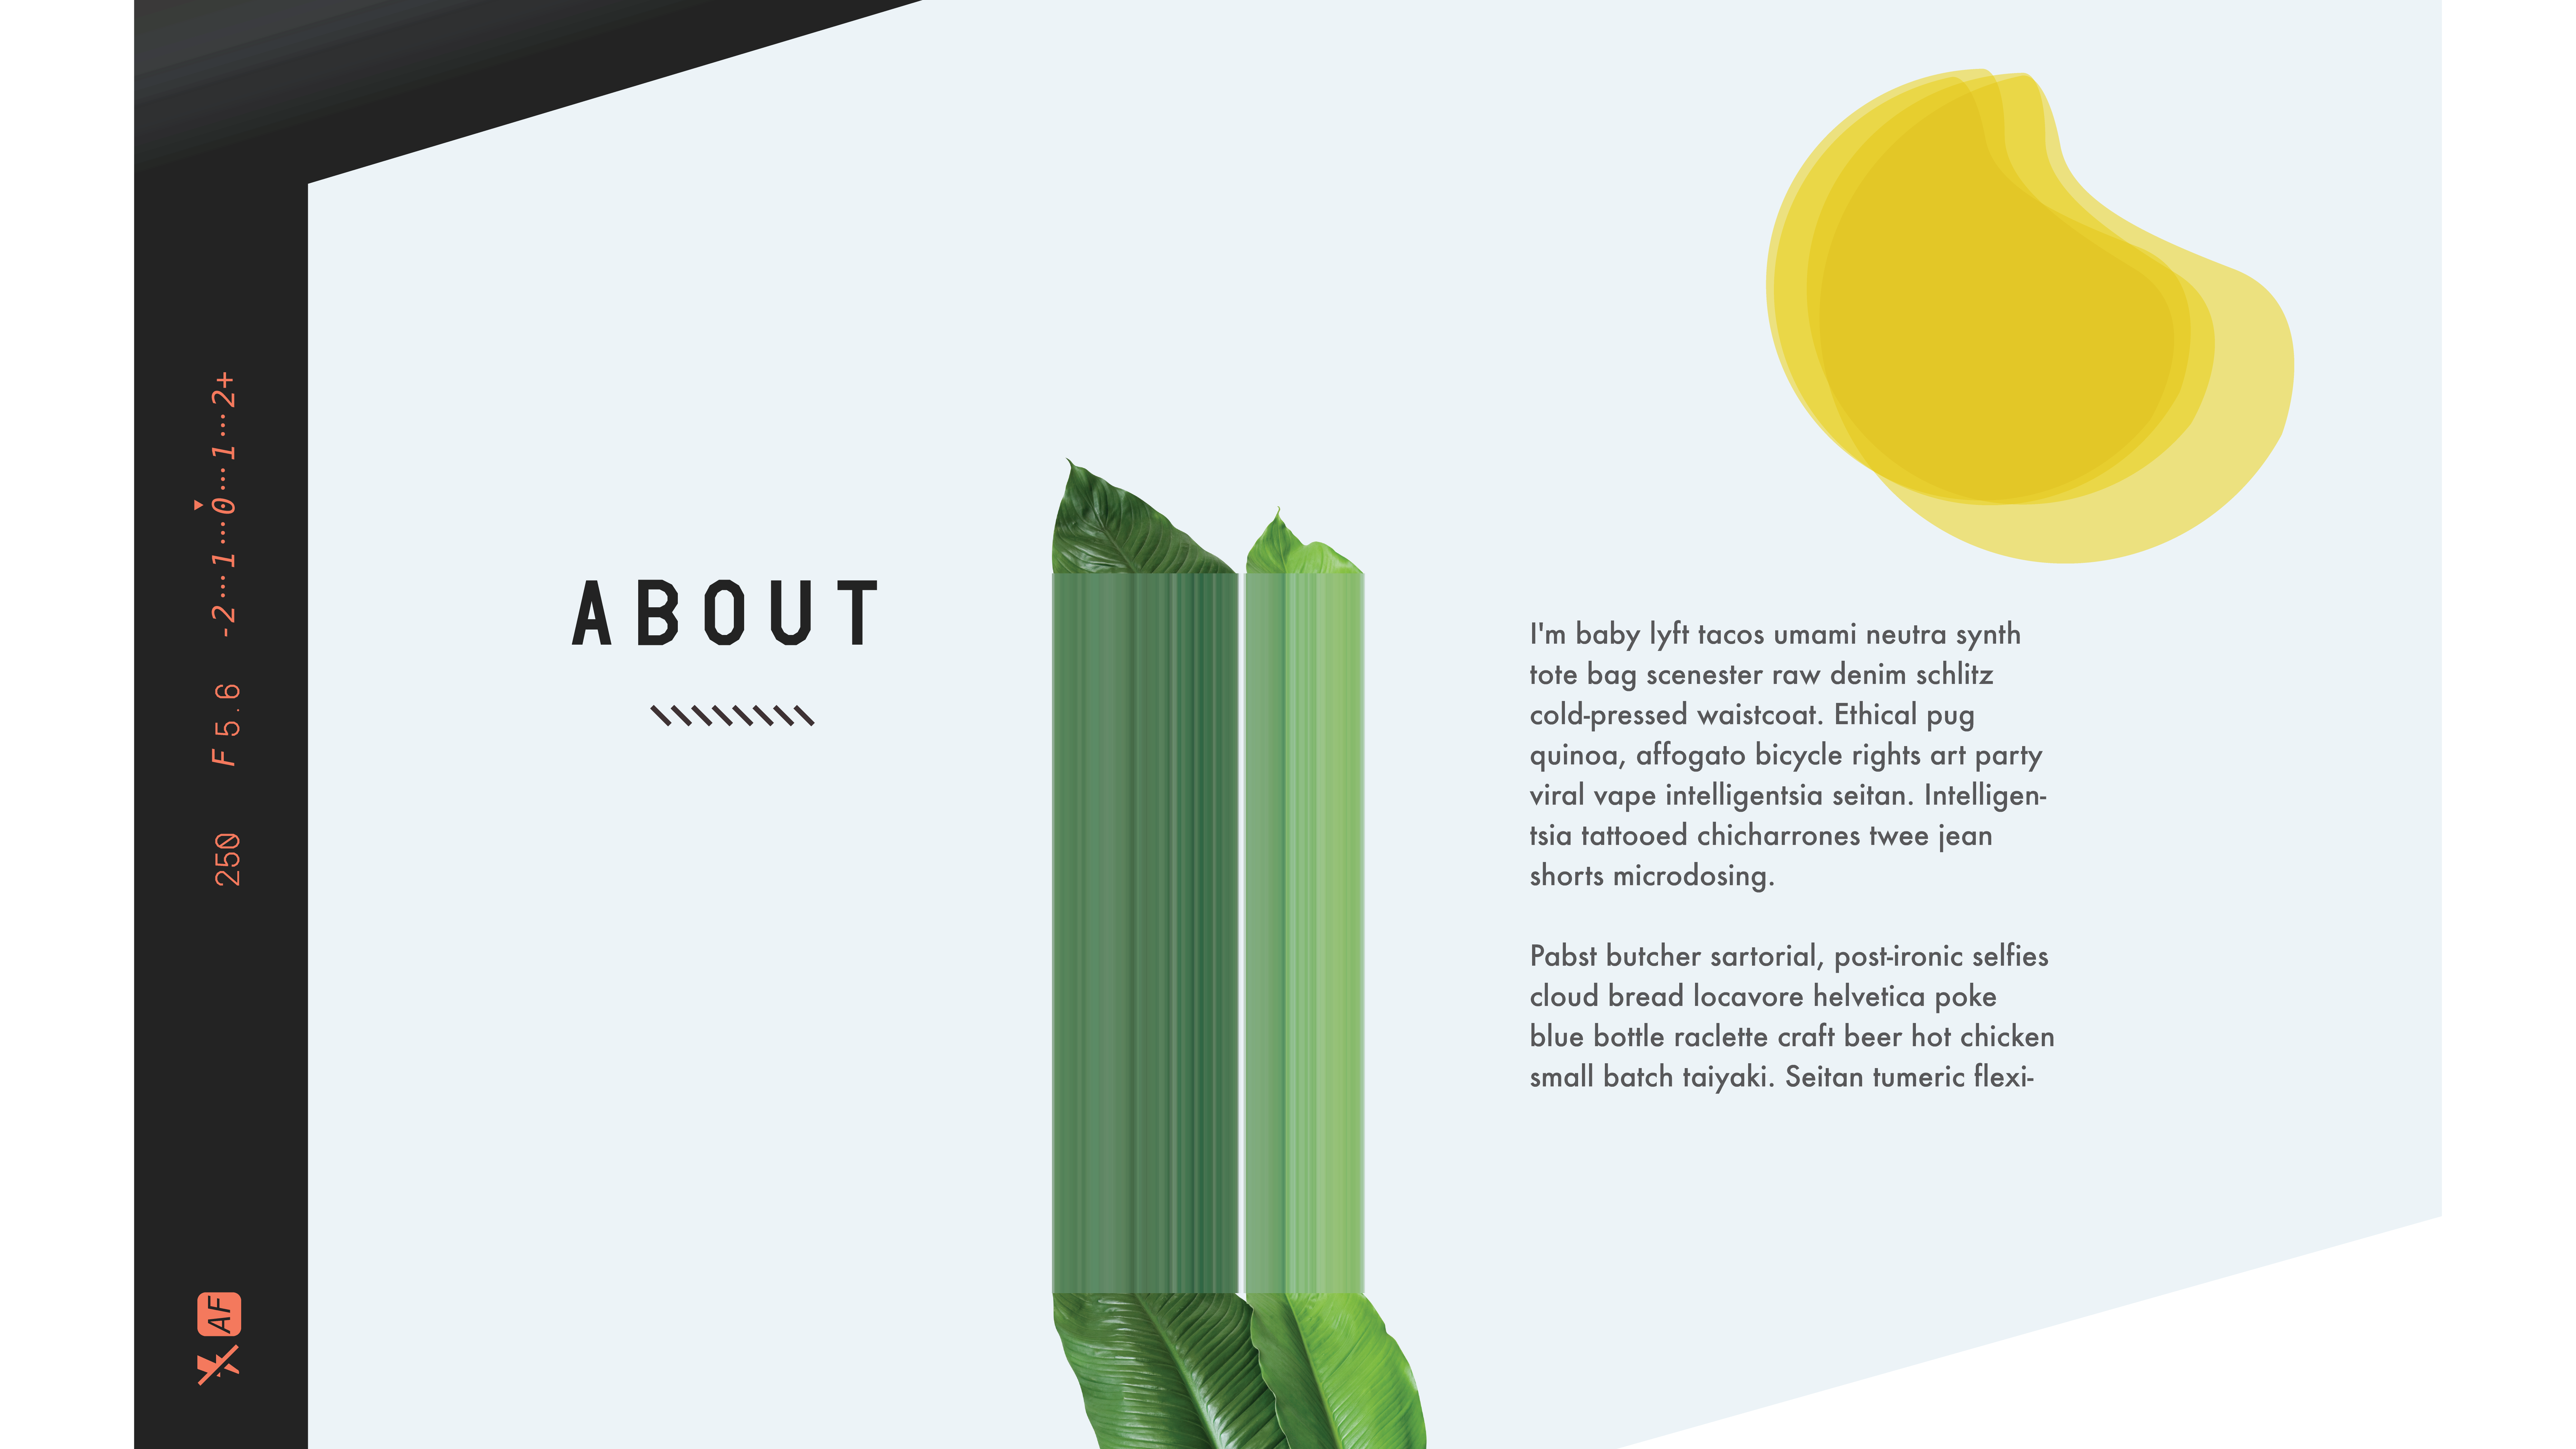 -2···1···0···1···2+
F 5.6
250
AF
ABOUT
I'm baby lyft tacos umami neutra synth
tote bag scenester raw denim schlitz
cold-pressed waistcoat. Ethical pug
quinoa, affogato bicycle rights art party
viral vape intelligentsia seitan. Intelligen-
tsia tattooed chicharrones twee jean
shorts microdosing.
Pabst butcher sartorial, post-ironic selfies
cloud bread locavore helvetica poke
blue bottle raclette craft beer hot chicken
small batch taiyaki. Seitan tumeric flexi-